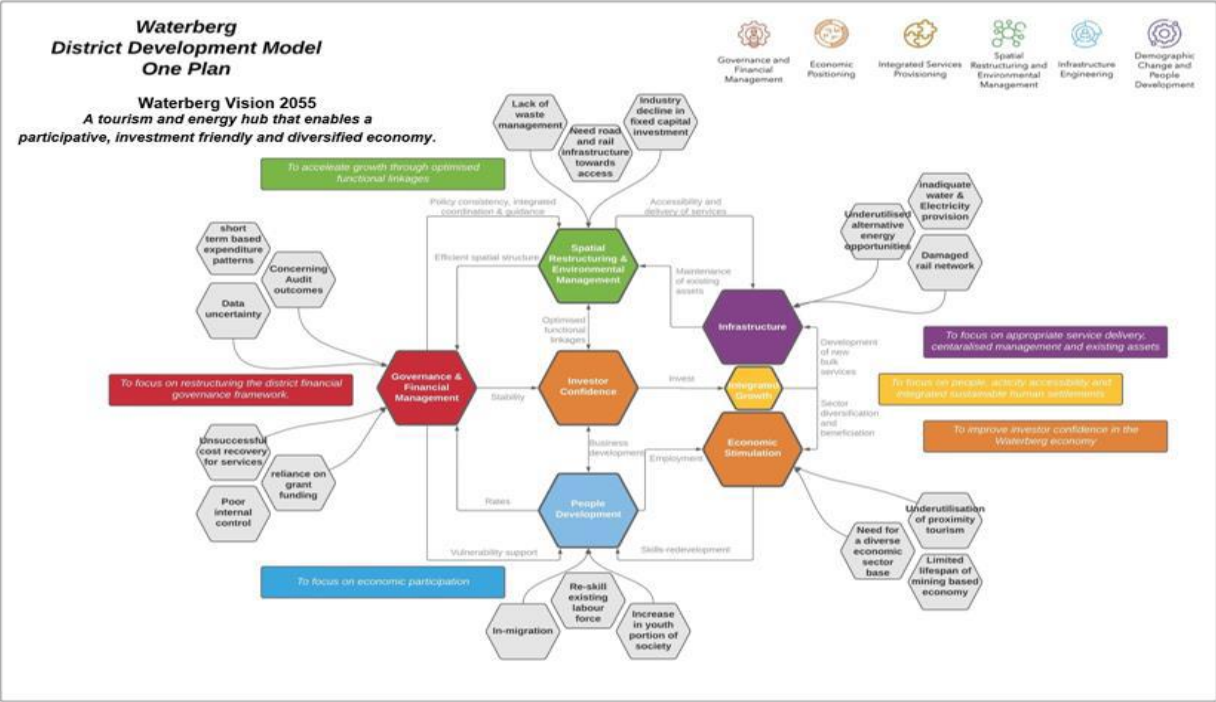 Waterberg
District Development Model
One Plan
Waterberg Vision 2055
A tourism and energy hub that enables a
participative, investment friendly and diversified economy.
Governance and
Financial
Management
Economic
Positioning
Integrated Services
Provisioning
Spatial
Restructuring and
Environmental
Management
Infrastructure
Engineering
Demographic
Change and
People
Development
Lack of
waste
management
Need road
and rail
infrastructure
towards
access
Industry
decline in
fixed capital
investment
To acceleate growth through optimised
functional linkages
Policy consistency, integrated
coordination & guidance
Accessibility and
delivery of services
inadiquate
water &
Electricity
provision
Underutilised
alternative
energy
opportunities
Damaged
rail network
short
term based
expenditure
patterns
Concerning
Audit
outcomes
Data
uncertainty
Efficient spatial structure
Spatial
Restructuring &
Environmental
Management
Maintenance
of existing
assets
Infrastructure
Optimised
functional
linkages
Development
of new
bulk
services
To focus on appropriate service delivery,
centaralised management and existing assets
To focus on restructuring the district financial
governance framework.
Governance &
Financial
Management
Stability
Investor
Confidence
Invest
Integrated
Growth
To focus on people, activity accessibility and
integrated sustainable human settlements
Sector
diversification
and
beneficiation
To improve investor confidence in the
Waterberg economy
Unsuccessful
cost recovery
for services
reliance on
grant
funding
Poor
internal
control
Business
development
Employment
Economic
Stimulation
Rates
People
Development
Vulnerability support
Skills-redevelopment
Underutilisation
of proximity
tourism
Need for
a diverse
economic
sector
base
Limited
lifespan of
mining based
economy
To focus on economic participation
In-migration
Re-skill
existing
labour
force
Increase
in youth
portion of
society